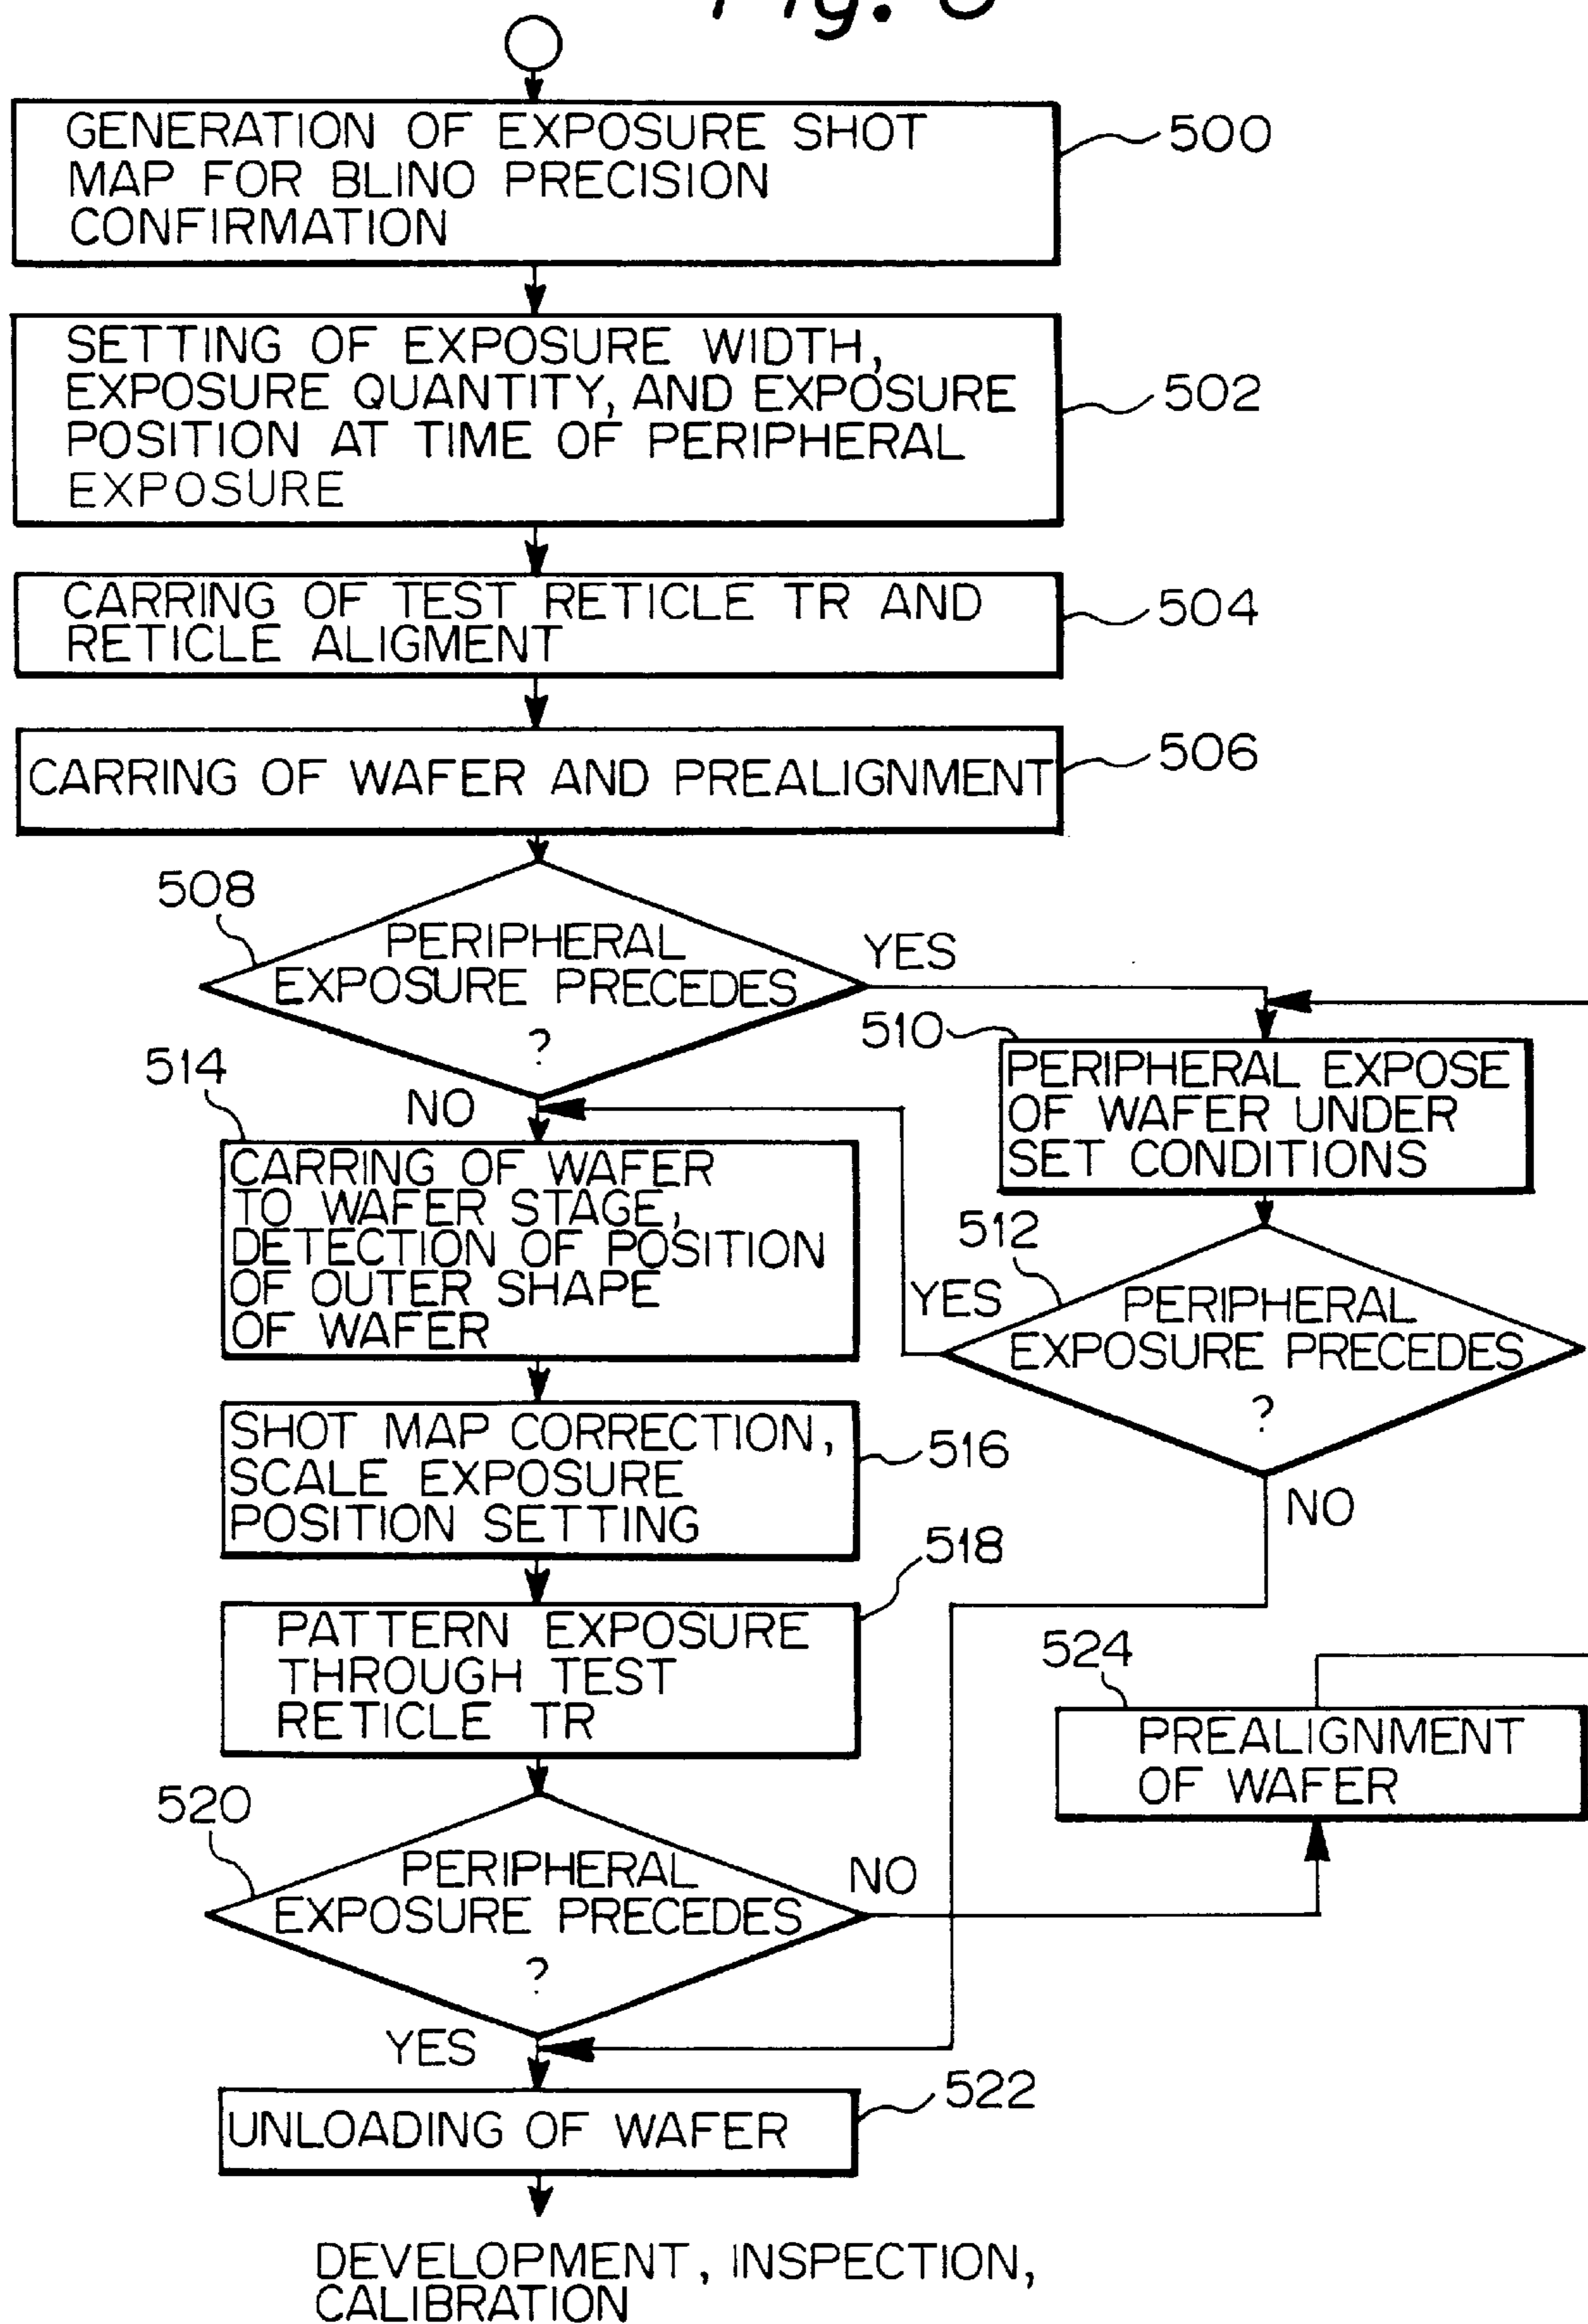 Fig.
GENERATION OF EXPOSURE SHOT
MAP FOR BLINO PRECISION
CONFIRMATION
500
SETTING OF EXPOSURE WIDTH,
EXPOSURE QUANTITY, AND EXPOSURE
POSITION AT TIME OF PERIPHERAL
EXPOSURE
502
CARRING OF TEST RETICLE TR AND
RETICLE ALIGMENT
504
CARRING OF WAFER AND PREALIGNMENT
506
508
PERIPHERAL
EXPOSURE PRECEDES
?
YES
NO
510
PERIPHERAL EXPOSE
OF WAFER UNDER
SET CONDITIONS
512
PERIPHERAL
EXPOSURE PRECEDES
?
YES
NO
514
CARRING OF WAFER
TO WAFER STAGE,
DETECTION OF POSITION
OF OUTER SHAPE
OF WAFER
SHOT MAP CORRECTION,
SCALE EXPOSURE
POSITION SETTING
516
518
PATTERN EXPOSURE
THROUGH TEST
RETICLE TR
520
PERIPHERAL
EXPOSURE PRECEDES
?
NO
YES
524
PREALIGNMENT
OF WAFER
UNLOADING OF WAFER
522
DEVELOPMENT, INSPECTION,
CALIBRATION